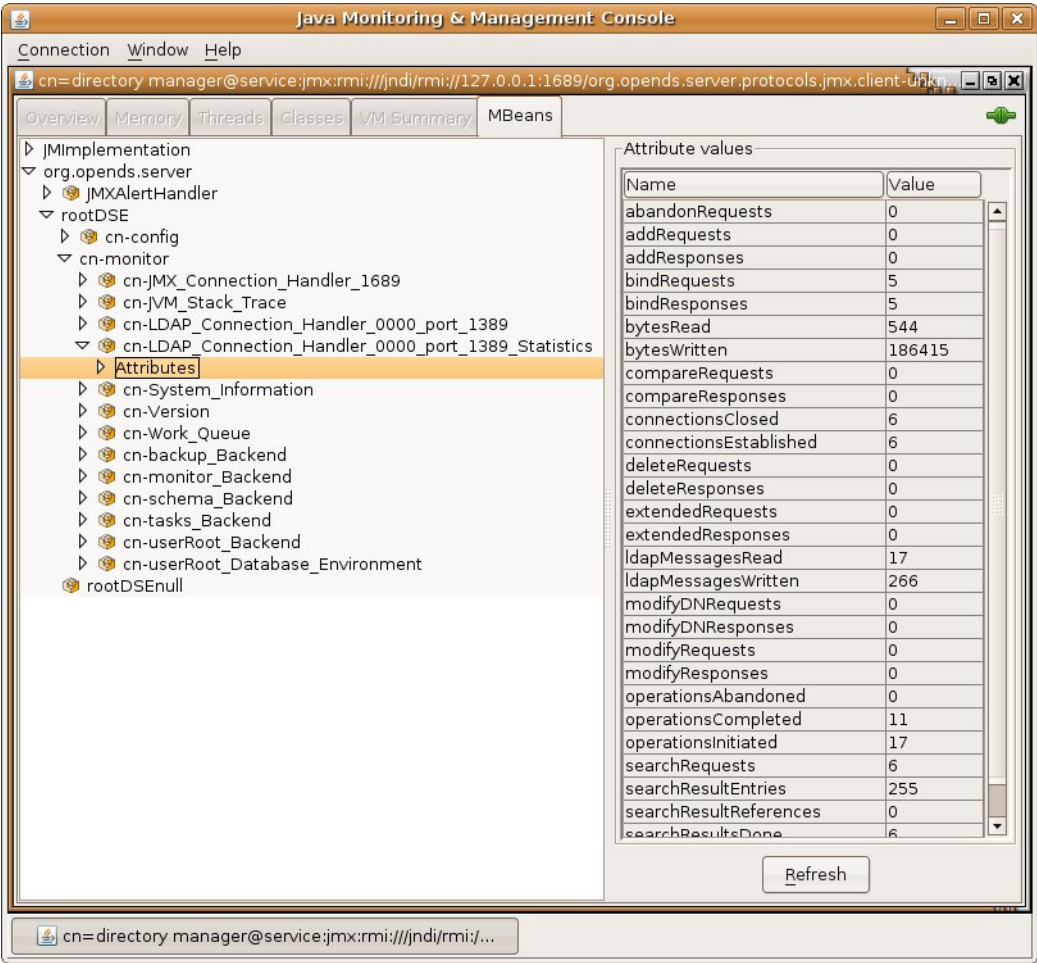 Java Monitoring & Management Console
Connection Window Help
cn=directory manager@service:jmx:rmi:///jndi/rmi://127.0.0.1:1689/org.opends.server.protocols.jmx.client-unkn...
Overview Memory Threads Classes VM Summary MBeans
JMImplementation
org.opends.server
JMXAlertHandler
rootDSE
cn-config
cn-monitor
cn-JMX_Connection_Handler_1689
cn-JVM_Stack_Trace
cn-LDAP_Connection_Handler_0000_port_1389
cn-LDAP_Connection_Handler_0000_port_1389_Statistics
Attributes
cn-System_Information
cn-Version
cn-Work_Queue
cn-backup_Backend
cn-monitor_Backend
cn-schema_Backend
cn-tasks_Backend
cn-userRoot_Backend
cn-userRoot_Database_Environment
rootDSEnull
Attribute values
Name Value
abandonRequests 0
addRequests 0
addResponses 0
bindRequests 5
bindResponses 5
bytesRead 544
bytesWritten 186415
compareRequests 0
compareResponses 0
connectionsClosed 6
connectionsEstablished 6
deleteRequests 0
deleteResponses 0
extendedRequests 0
extendedResponses 0
ldapMessagesRead 17
ldapMessagesWritten 266
modifyDNRequests 0
modifyDNResponses 0
modifyRequests 0
modifyResponses 0
operationsAbandoned 0
operationsCompleted 11
operationsInitiated 17
searchRequests 6
searchResultEntries 255
searchResultReferences 0
searchResultsDone 6
Refresh
cn=directory manager@service:jmx:rmi:///jndi/rmi:/...